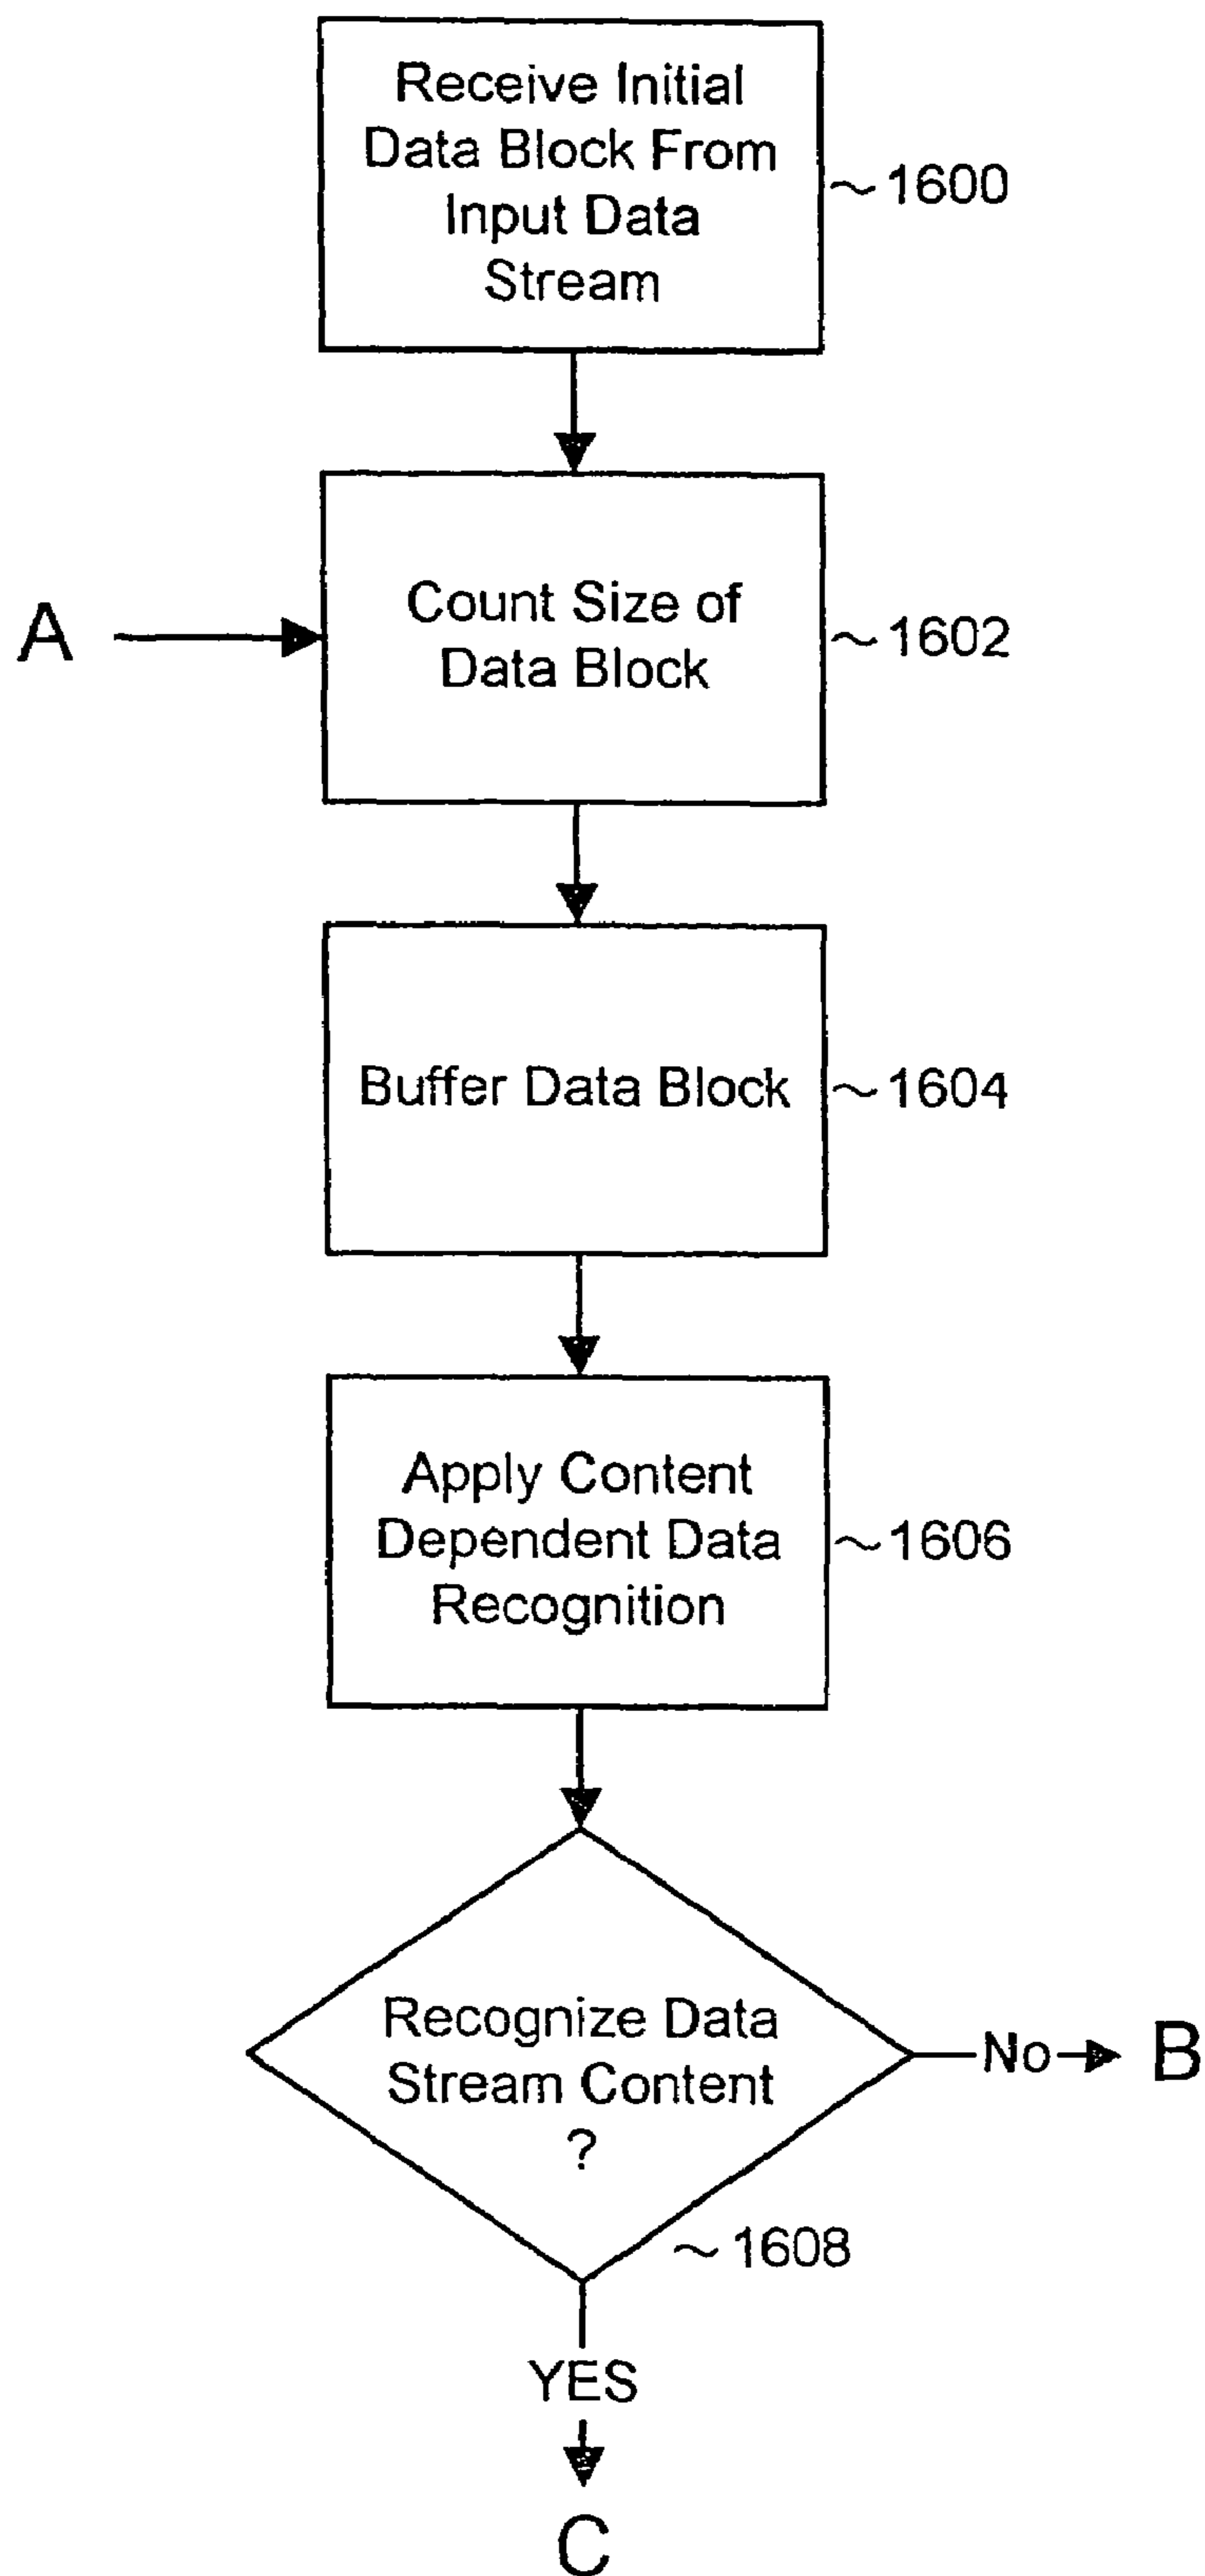 Receive Initial
Data Block From
Input Data
Stream
~1600
A
Count Size of
Data Block
~1602
Buffer Data Block
~1604
Apply Content
Dependent Data
Recognition
~1606
Recognize Data
Stream Content
?
No
B
~1608
YES
C